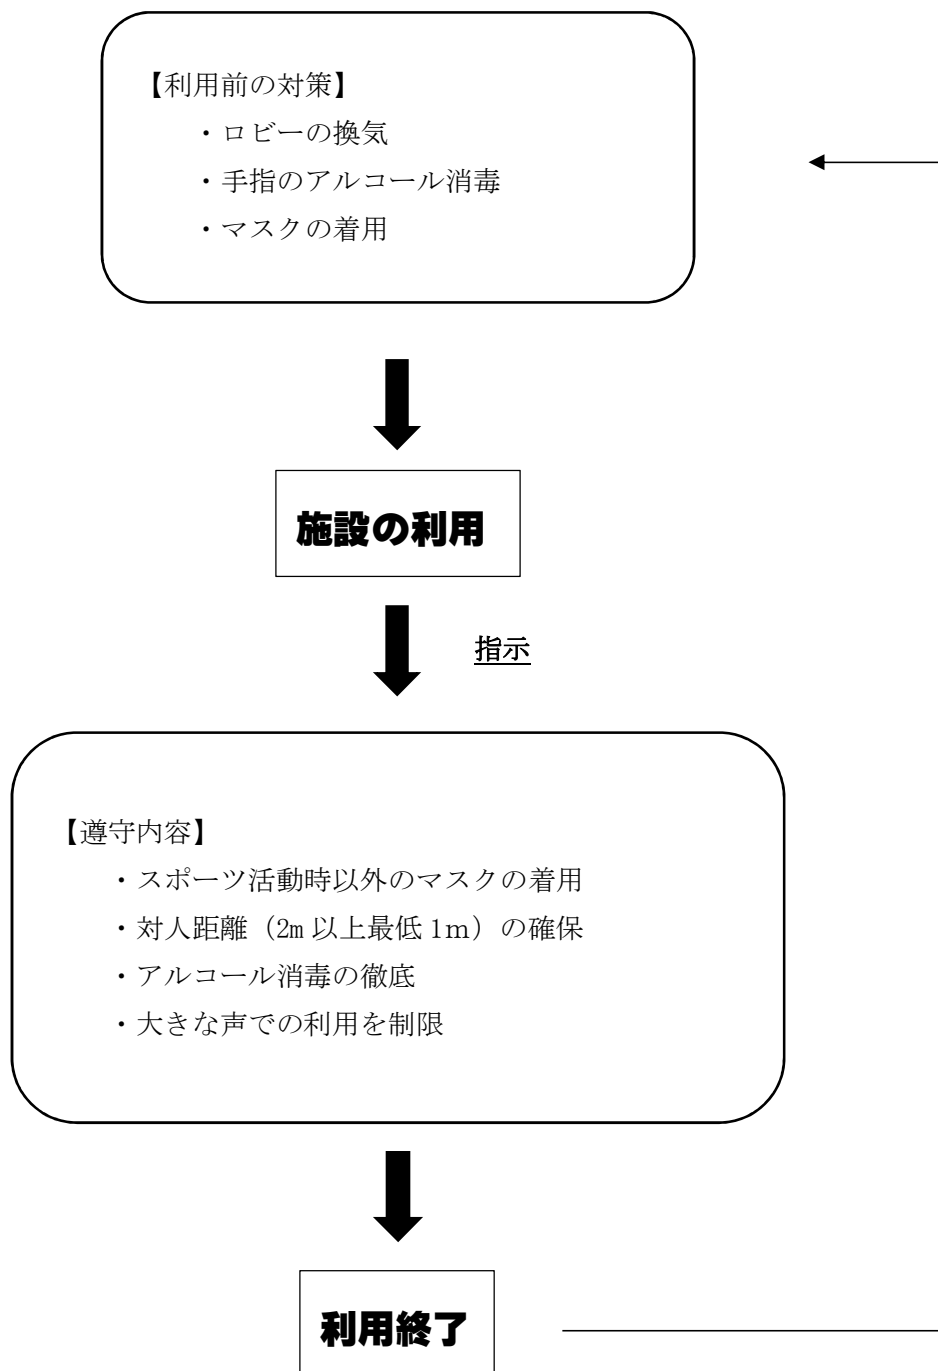 【利用前の対策】
・ロビーの換気
・手指のアルコール消毒
・マスクの着用
施設の利用
指示
【遵守内容】
・スポーツ活動時以外のマスクの着用
・対人距離（2m 以上最低 1ｍ）の確保
・アルコール消毒の徹底
・大きな声での利用を制限
利用終了